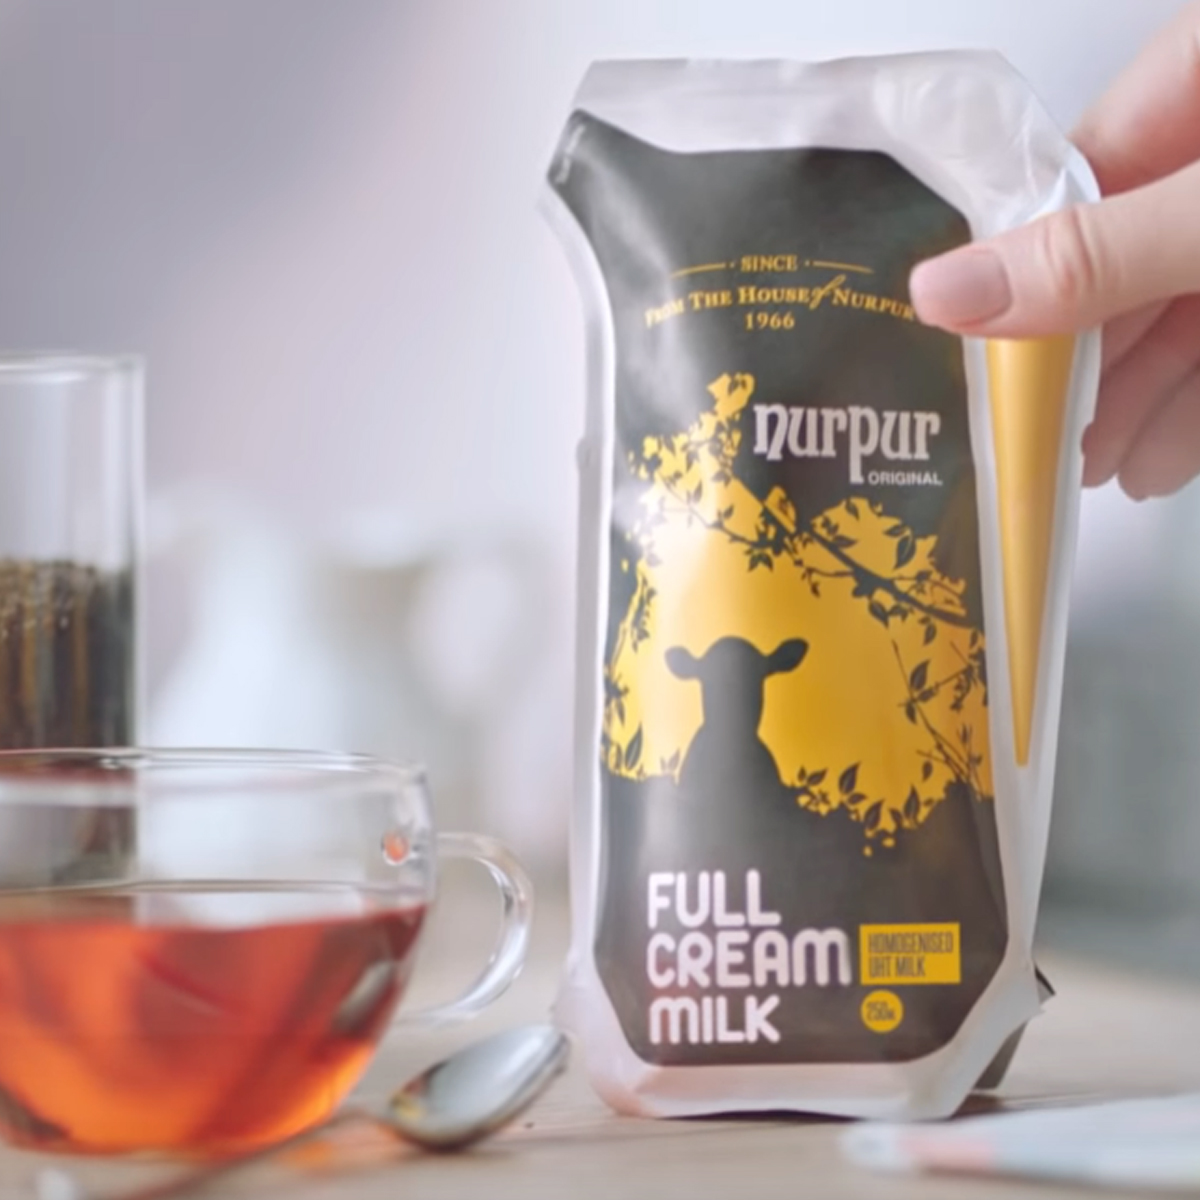 SINCE
FROM THE HOUSE of NURPUR
1966
nurpur
ORIGINAL
FULL
CREAM
MILK
HOMOGENISED
UHT MILK